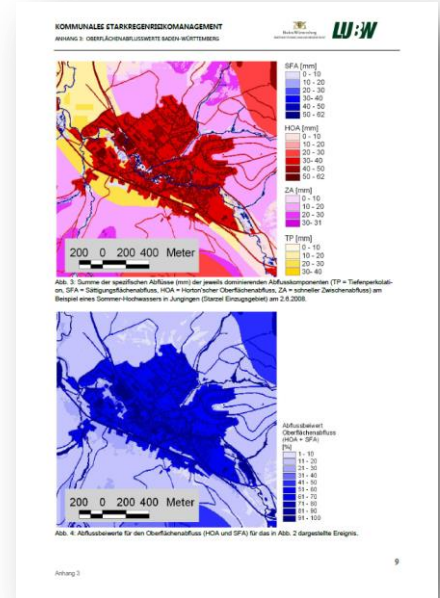 KOMMUNALES STARKREGENRISIKOMANAGEMENT
ANHANG 3: OBERFLÄCHENABFLUSSWERTE BADEN-WÜRTTEMBERG
Baden-Württemberg
LUBW
SFA [mm]
0 - 10
10 - 20
20 - 30
30- 40
40 - 50
50 - 62
HOA [mm]
0 - 10
10 - 20
20 - 30
30- 40
40 - 50
50 - 62
ZA [mm]
0 - 10
10 - 20
20 - 30
30- 31
TP [mm]
0 - 10
10 - 20
20 - 30
30- 40
200 0 200 400 Meter
Abb. 3: Summe der spezifischen Abflüsse (mm) der jeweils dominierenden Abflusskomponenten (TP = Tiefenperkolati-
on, SFA = Sättigungsflächenabfluss, HOA = Horton'scher Oberflächenabfluss, ZA = schneller Zwischenabfluss) am
Beispiel eines Sommer-Hochwassers in Jungingen (Starzel Einzugsgebiet) am 2.6.2008.
Abflussbeiwert
Oberflächenabfluss
(HOA + SFA)
[%]
1 - 10
11 - 20
21 - 30
31 - 40
41 - 50
51 - 60
61 - 70
71 - 80
81 - 90
91 - 100
200 0 200 400 Meter
Abb. 4: Abflussbeiwerte für den Oberflächenabfluss (HOA und SFA) für das in Abb. 2 dargestellte Ereignis.
9
Anhang 3